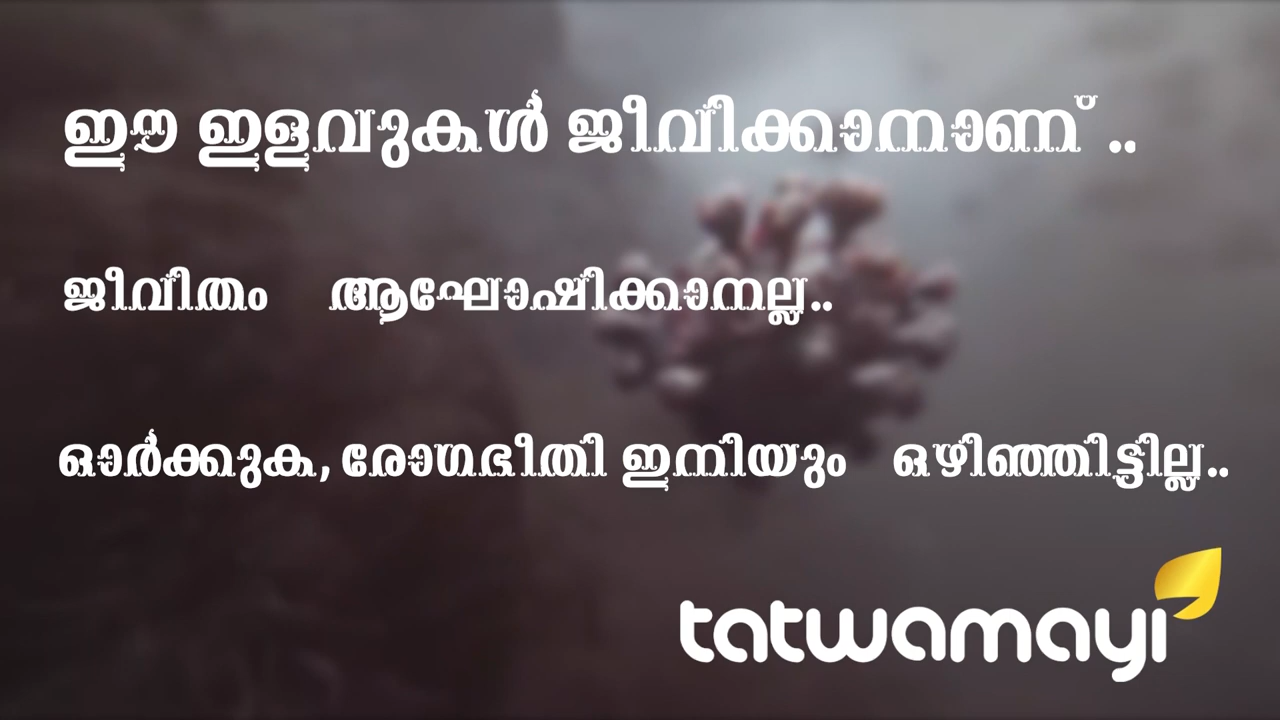 ഈ ഇളവുകൾ ജീവിക്കാനാണ് ..
ജീവിതം ആഘോഷിക്കാനല്ല..
ഓർക്കുക, രോഗഭീതി ഇനിയും ഒഴിഞ്ഞിട്ടില്ല..
tatwamayi